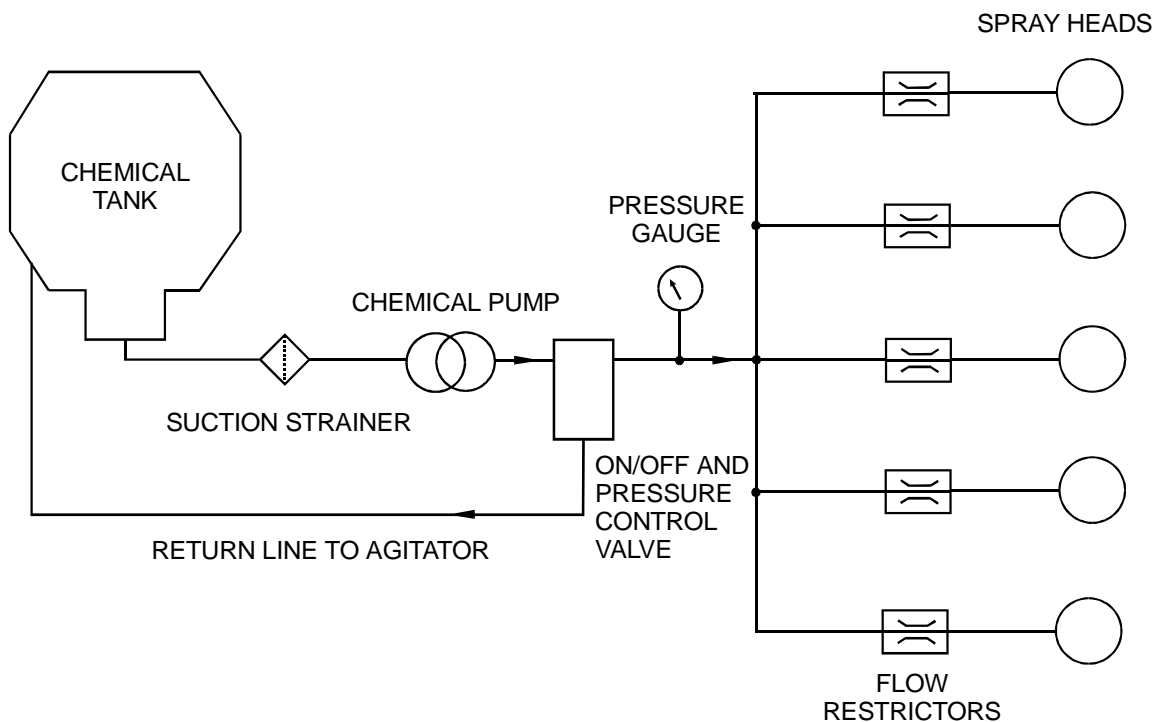 SPRAY HEADS
CHEMICAL
TANK
PRESSURE
GAUGE
CHEMICAL PUMP
SUCTION STRAINER
ON/OFF AND
PRESSURE
CONTROL
VALVE
RETURN LINE TO AGITATOR
FLOW
RESTRICTORS